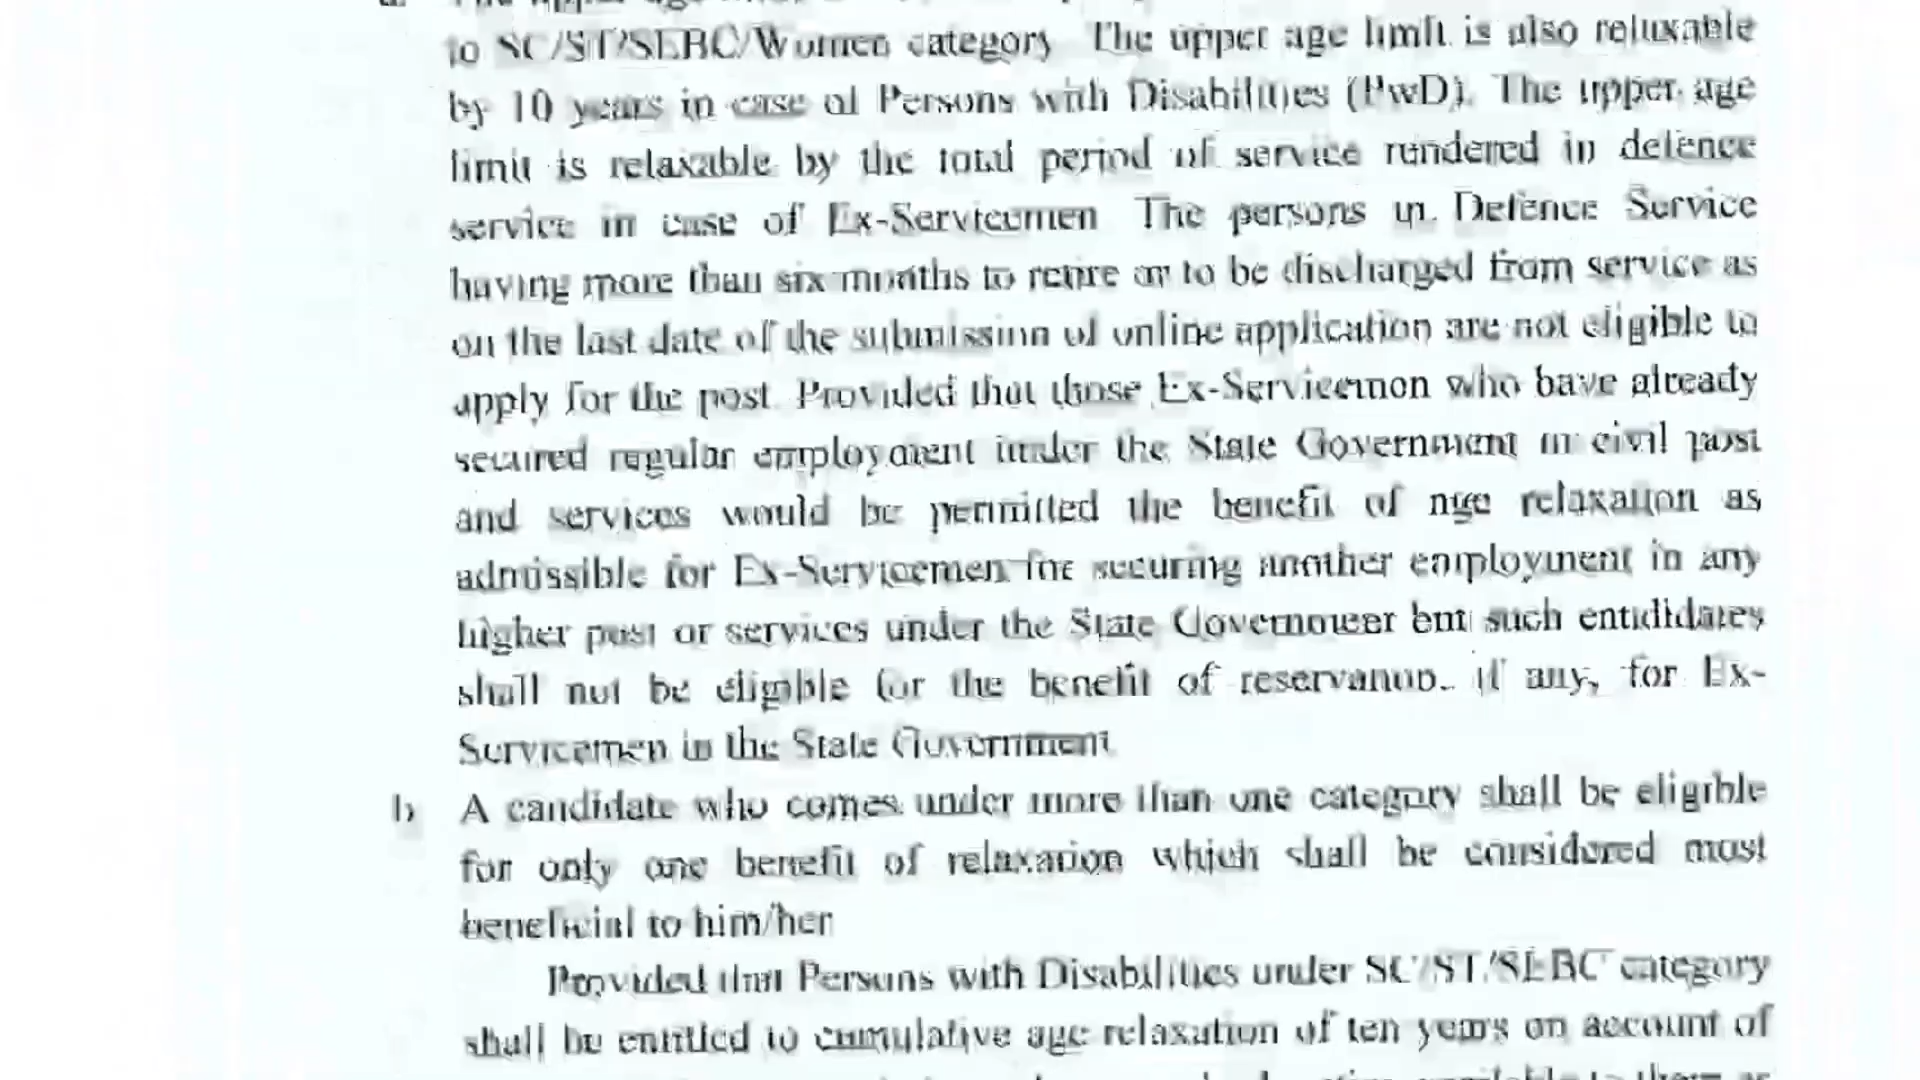 to SC/ST/SEBC/Women category. The upper age limit is also relaxable
by 10 years in case of Persons with Disabilities (PwD). The upper age
limit is relaxable by the total period of service rendered in defence
service in case of Ex-Servicemen. The persons in Defence Service
having more than six months to retire or to be discharged from service as
on the last date of the submission of online application are not eligible to
apply for the post. Provided that those Ex-Servicemen who have already
secured regular employment under the State Government in civil post
and services would be permitted the benefit of age relaxation as
admissible for Ex-Servicemen for securing another employment in any
higher post or services under the State Government but such candidates
shall not be eligible for the benefit of reservation, if any, for Ex-
Servicemen in the State Government
b A candidate who comes under more than one category shall be eligible
for only one benefit of relaxation which shall be considered most
beneficial to him/her
Provided that Persons with Disabilities under SC/ST/SEBC category
shall be entitled to cumulative age relaxation of ten years on account of